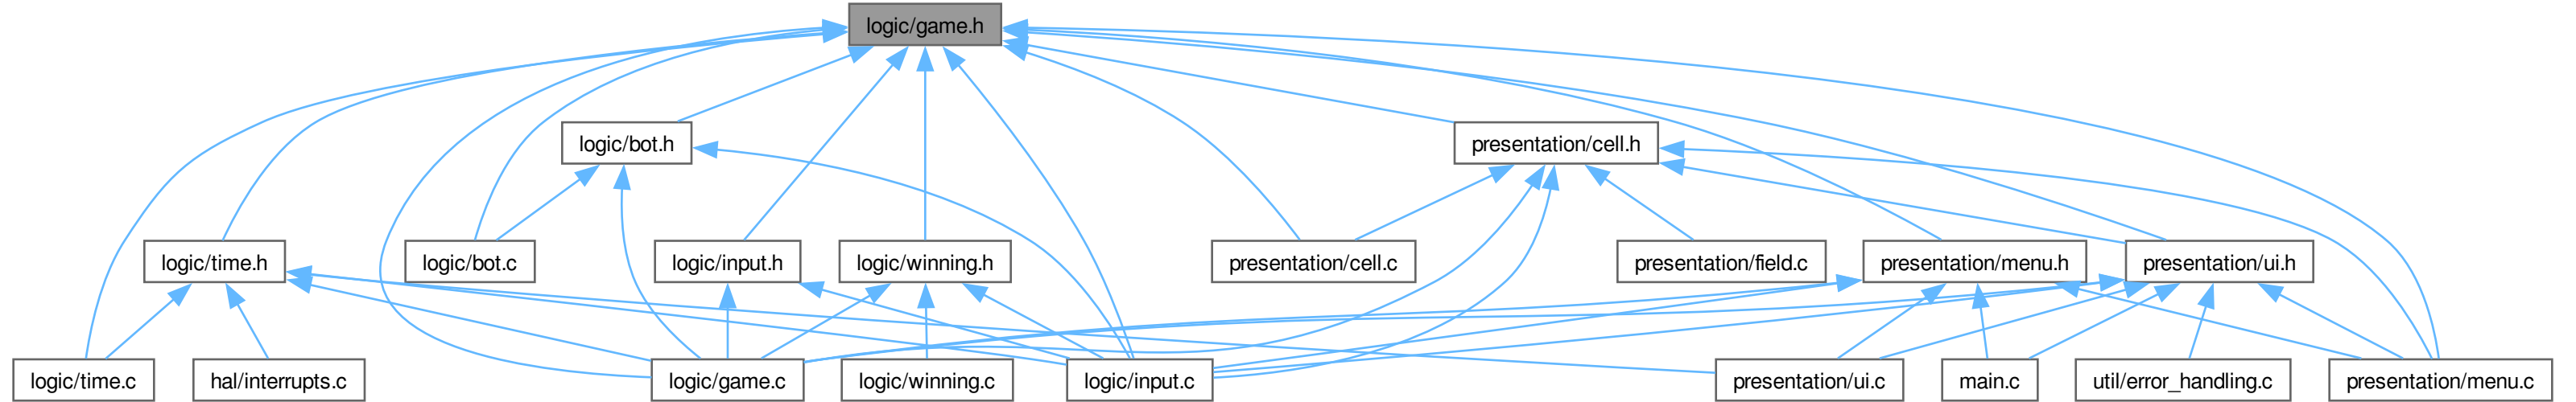 logic/game.h
logic/bot.h
presentation/cell.h
logic/time.h
logic/bot.c
logic/input.h
logic/winning.h
presentation/cell.c
presentation/field.c
presentation/menu.h
presentation/ui.h
logic/time.c
hal/interrupts.c
logic/game.c
logic/winning.c
logic/input.c
presentation/ui.c
main.c
util/error_handling.c
presentation/menu.c